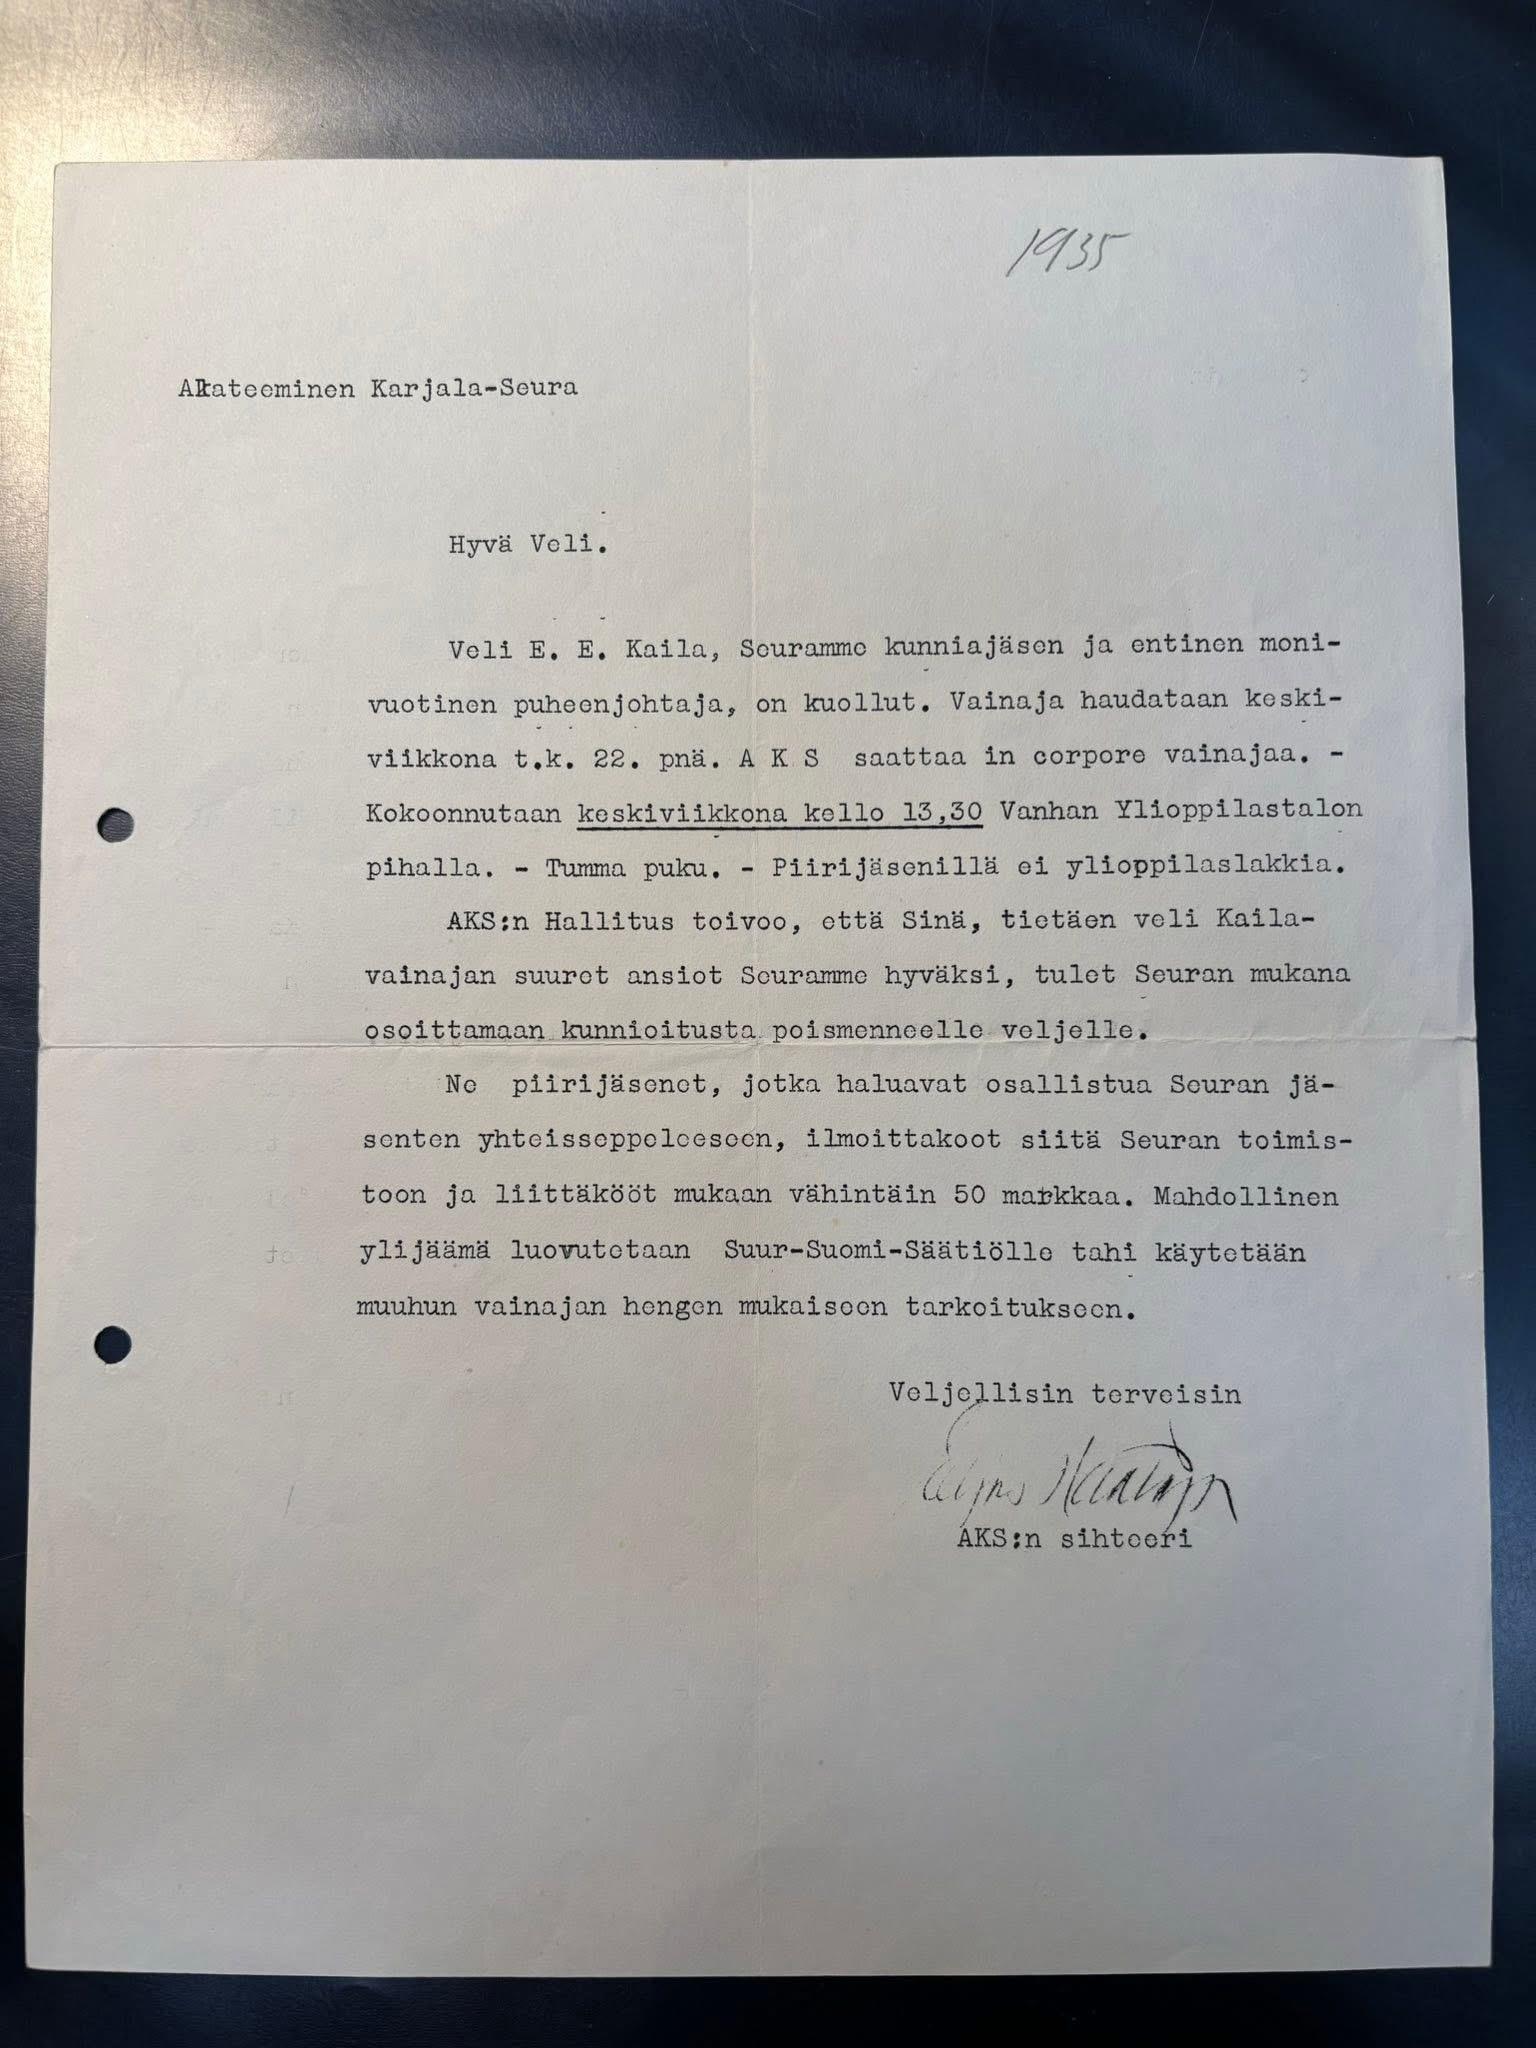 1935
Akateeminen Karjala-Seura
Hyvä Veli.
Veli E. E. Kaila, Seuramme kunniajäsen ja entinen moni-
vuotinen puheenjohtaja, on kuollut. Vainaja haudataan keski-
viikkona t.k. 22. pnä. A K S saattaa in corpore vainajaa. -
Kokoonnutaan keskiviikkona kello 13,30 Vanhan Ylioppilastalon
pihalla. - Tumma puku. - Piirijäsenillä ei ylioppilaslakkia.
AKS:n Hallitus toivoo, että Sinä, tietäen veli Kaila-
vainajan suuret ansiot Seuramme hyväksi, tulet Seuran mukana
osoittamaan kunnioitusta poismenneelle veljelle.
Ne piirijäsenet, jotka haluavat osallistua Seuran jä-
senten yhteisseppeleeseen, ilmoittakoot siitä Seuran toimis-
toon ja liittäkööt mukaan vähintäin 50 markkaa. Mahdollinen
ylijäämä luovutetaan Suur-Suomi-Säätiölle tahi käytetään
muuhun vainajan hengen mukaiseen tarkoitukseen.
Veljellisin terveisin
AKS:n sihteeri